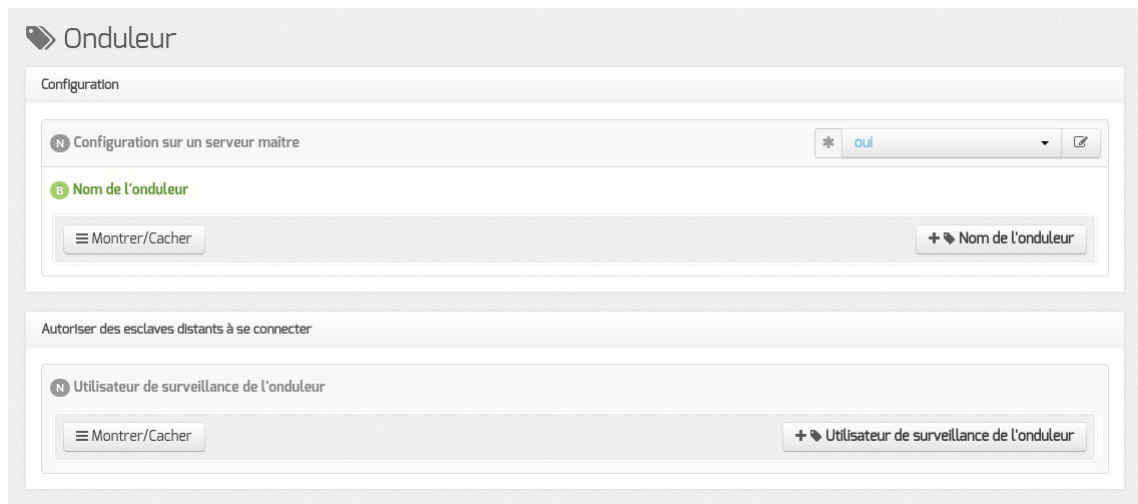 Onduleur
Configuration
N Configuration sur un serveur maître
oui
B Nom de l'onduleur
Montrer/Cacher
Nom de l'onduleur
Autoriser des esclaves distants à se connecter
N Utilisateur de surveillance de l'onduleur
Montrer/Cacher
Utilisateur de surveillance de l'onduleur